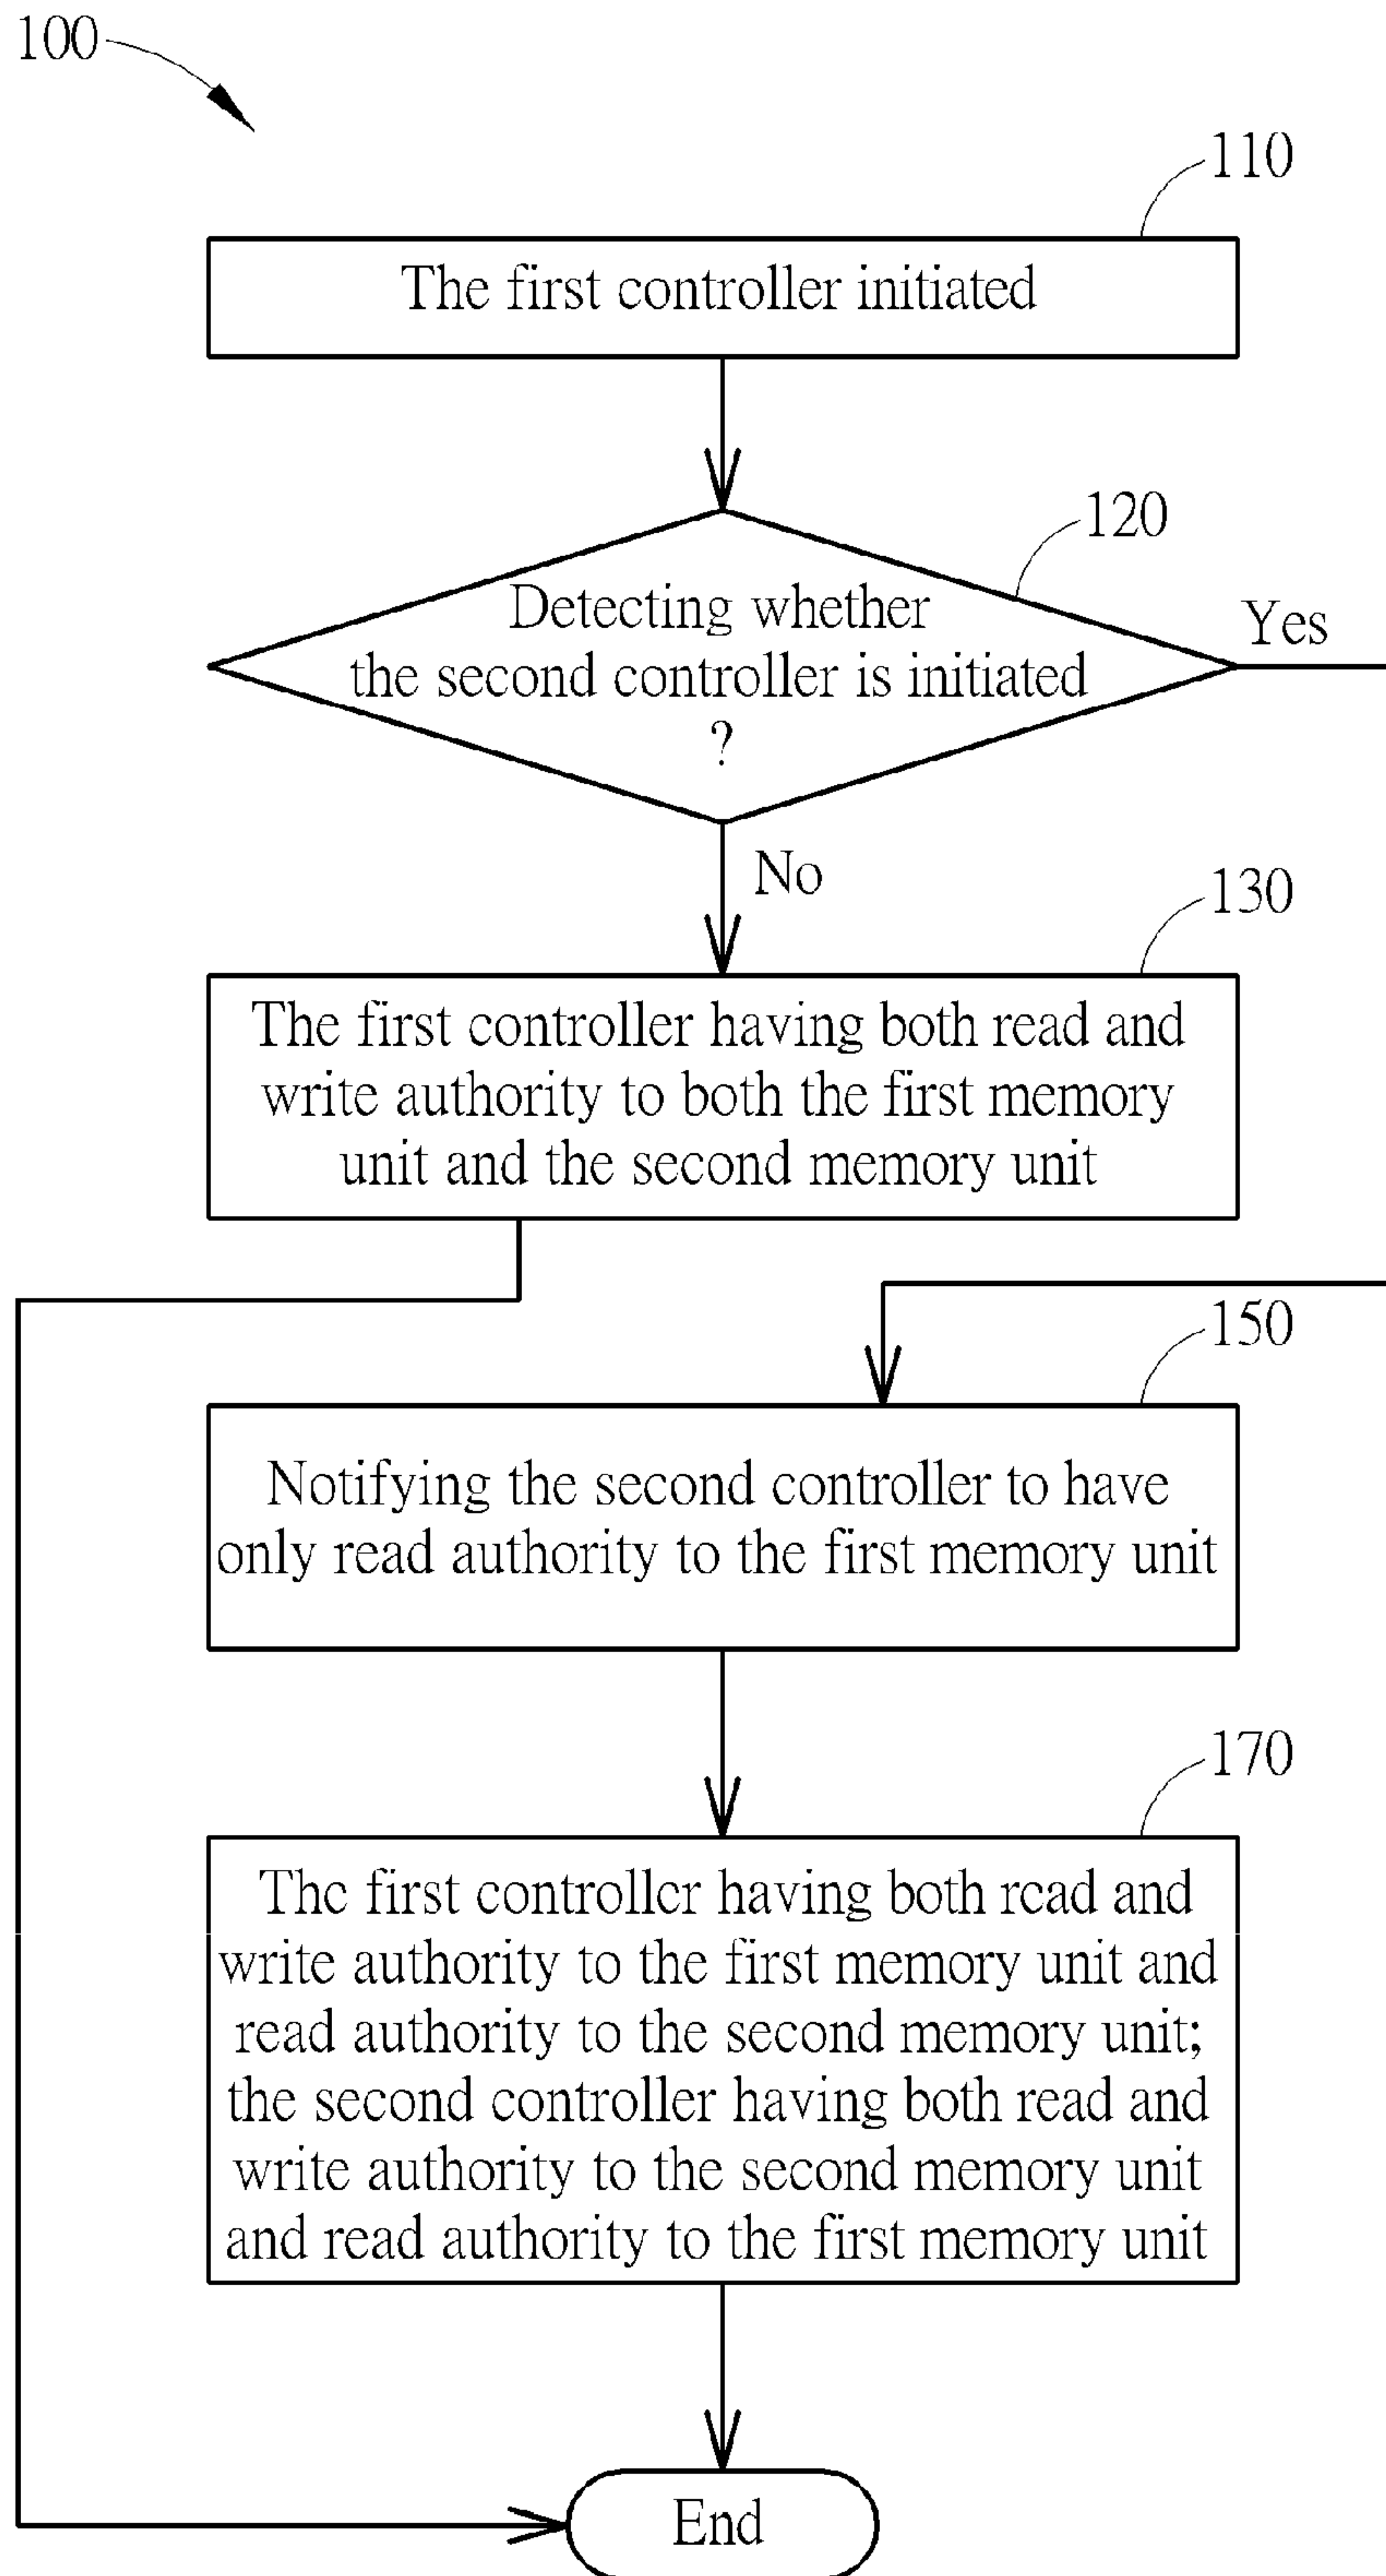 100
110
The first controller initiated
120
Detecting whether
the second controller is initiated
?
Yes
No
130
The first controller having both read and
write authority to both the first memory
unit and the second memory unit
150
Notifying the second controller to have
only read authority to the first memory unit
170
The first controller having both read and
write authority to the first memory unit and
read authority to the second memory unit;
the second controller having both read and
write authority to the second memory unit
and read authority to the first memory unit
End